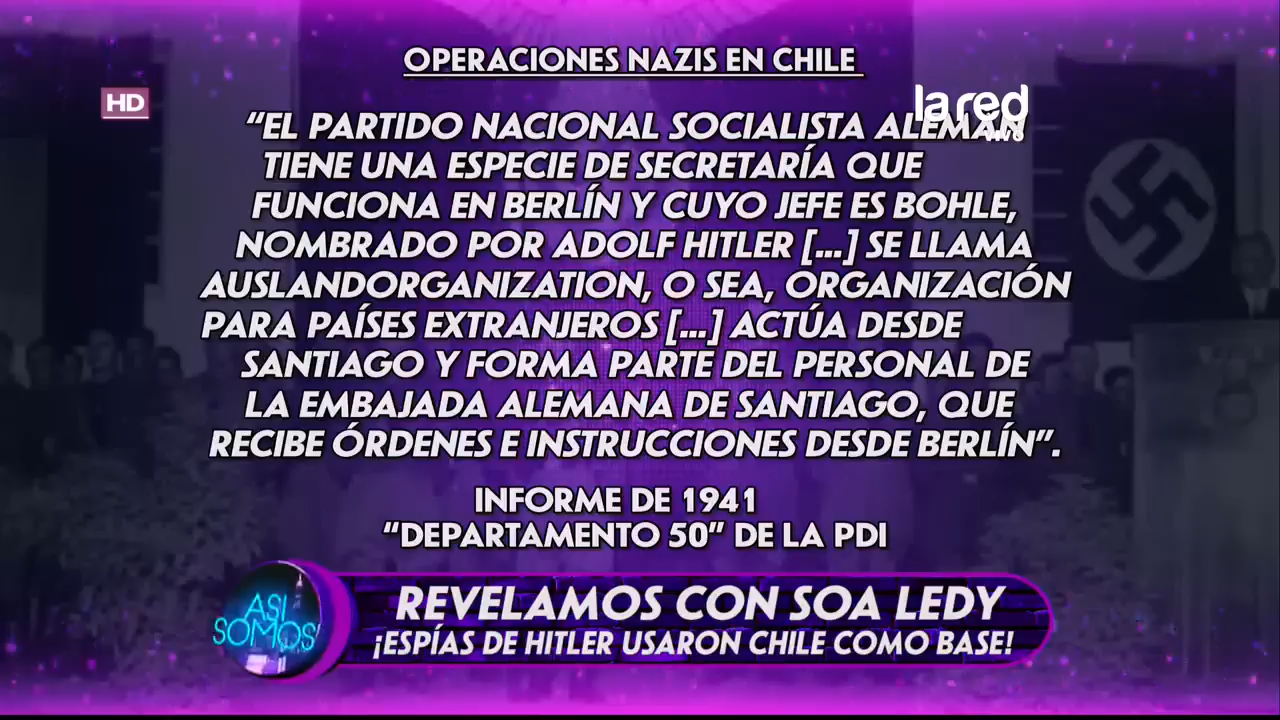 OPERACIONES NAZIS EN CHILE
HD
la red
VIVO
“EL PARTIDO NACIONAL SOCIALISTA ALEMÁN
TIENE UNA ESPECIE DE SECRETARÍA QUE
FUNCIONA EN BERLÍN Y CUYO JEFE ES BOHLE,
NOMBRADO POR ADOLF HITLER [...] SE LLAMA
AUSLANDORGANIZATION, O SEA, ORGANIZACIÓN
PARA PAÍSES EXTRANJEROS [...] ACTÚA DESDE
SANTIAGO Y FORMA PARTE DEL PERSONAL DE
LA EMBAJADA ALEMANA DE SANTIAGO, QUE
RECIBE ÓRDENES E INSTRUCCIONES DESDE BERLÍN”.
INFORME DE 1941
“DEPARTAMENTO 50” DE LA PDI
ASI
SOMOS
REVELAMOS CON SOA LEDY
¡ESPÍAS DE HITLER USARON CHILE COMO BASE!